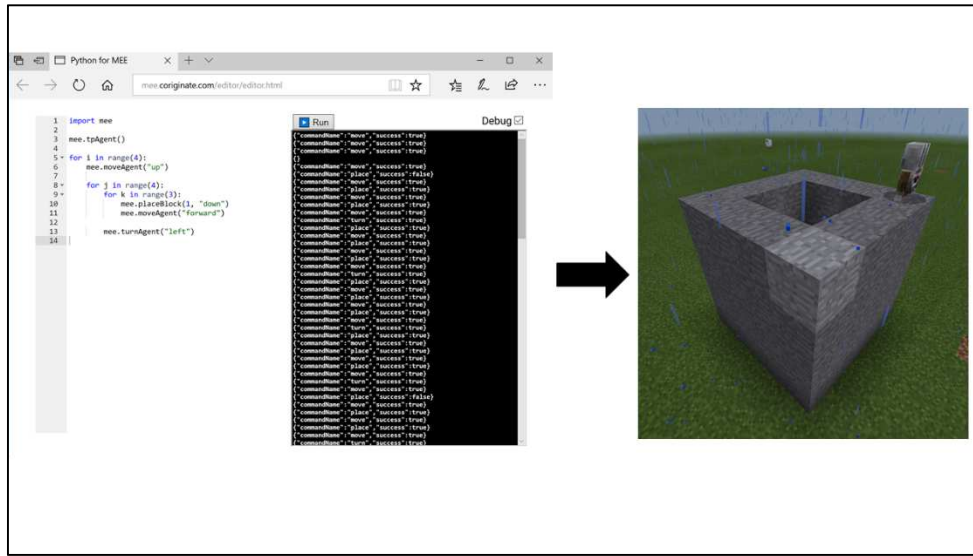 Python for MEE
mee.coriginate.com/editor/editor.html
Run
Debug
1 import mee
2
3 mee.tpAgent()
4
5 for i in range(4):
6 mee.moveAgent("up")
7
8 for j in range(4):
9 for k in range(3):
10 mee.placeBlock(1, "down")
11 mee.moveAgent("forward")
12
13 mee.turnAgent("left")
14
{"commandName":"move","success":true}
{"commandName":"move","success":true}
{"commandName":"move","success":true}
{}
{"commandName":"move","success":true}
{"commandName":"place","success":false}
{"commandName":"move","success":true}
{"commandName":"place","success":true}
{"commandName":"move","success":true}
{"commandName":"place","success":true}
{"commandName":"move","success":true}
{"commandName":"turn","success":true}
{"commandName":"place","success":true}
{"commandName":"move","success":true}
{"commandName":"place","success":true}
{"commandName":"move","success":true}
{"commandName":"place","success":true}
{"commandName":"move","success":true}
{"commandName":"turn","success":true}
{"commandName":"place","success":true}
{"commandName":"move","success":true}
{"commandName":"place","success":true}
{"commandName":"move","success":true}
{"commandName":"place","success":true}
{"commandName":"move","success":true}
{"commandName":"turn","success":true}
{"commandName":"place","success":true}
{"commandName":"move","success":true}
{"commandName":"place","success":true}
{"commandName":"move","success":true}
{"commandName":"place","success":true}
{"commandName":"move","success":true}
{"commandName":"turn","success":true}
{"commandName":"move","success":true}
{"commandName":"place","success":false}
{"commandName":"move","success":true}
{"commandName":"place","success":true}
{"commandName":"move","success":true}
{"commandName":"place","success":true}
{"commandName":"move","success":true}
{"commandName":"turn","success":true}